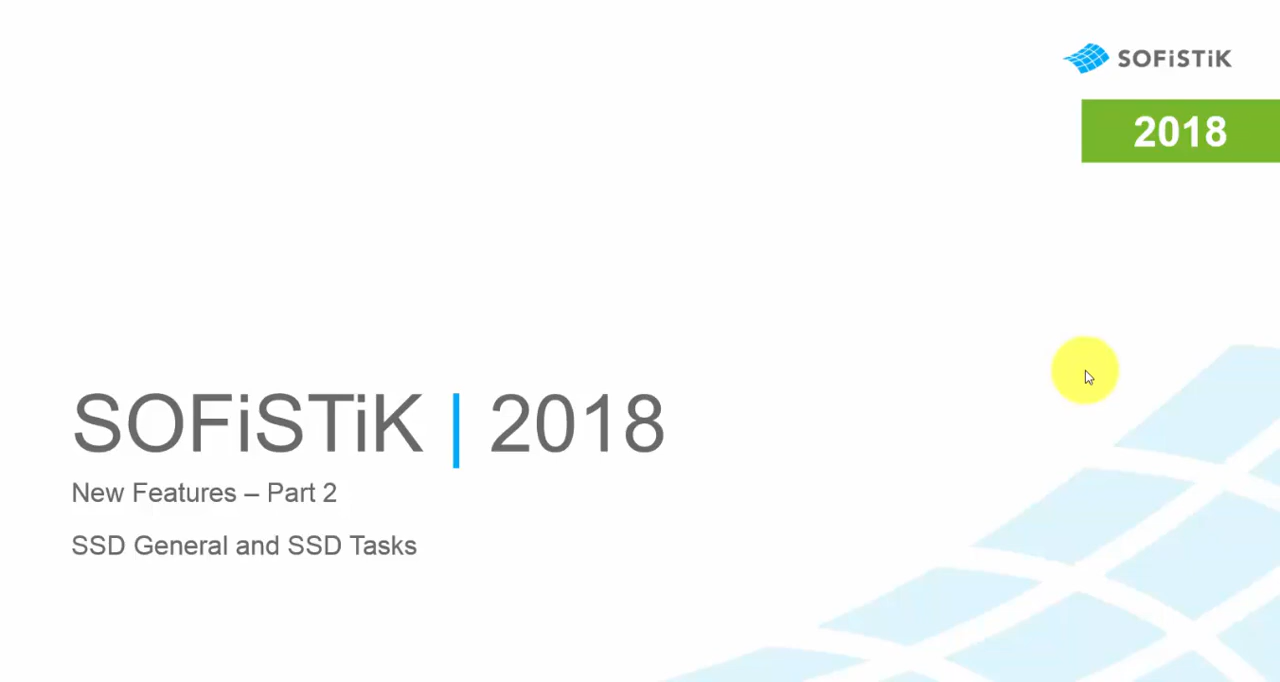 SOFiSTiK
2018
SOFiSTiK | 2018
New Features – Part 2
SSD General and SSD Tasks